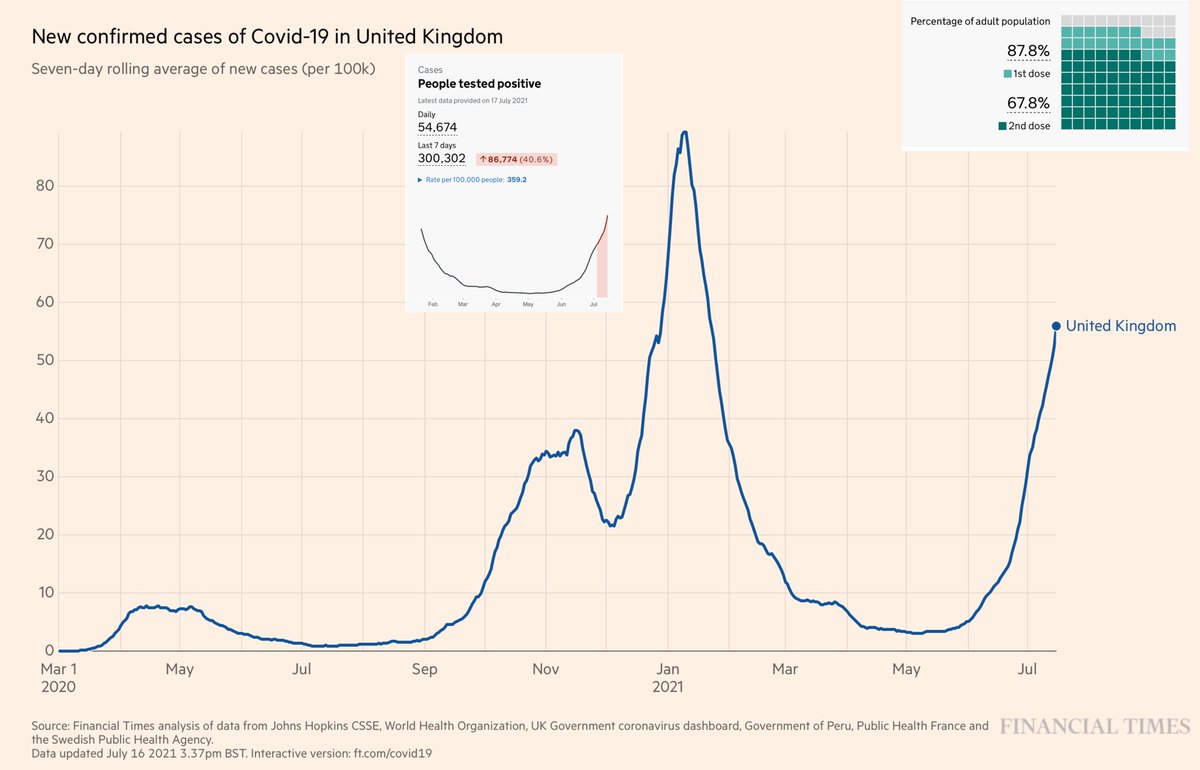 New confirmed cases of Covid-19 in United Kingdom
Seven-day rolling average of new cases (per 100k)
Cases
People tested positive
Latest data provided on 17 July 2021
Daily
54,674
Last 7 days
300,302 ↑86,774 (40.6%)
▶ Rate per 100,000 people: 359.2
Feb Mar Apr May Jun Jul
Percentage of adult population
87.8%
1st dose
67.8%
2nd dose
80
70
60
50
40
30
20
10
0
United Kingdom
Mar 1 May Jul Sep Nov Jan Mar May Jul
2020 2021
Source: Financial Times analysis of data from Johns Hopkins CSSE, World Health Organization, UK Government coronavirus dashboard, Government of Peru, Public Health France and
the Swedish Public Health Agency.
Data updated July 16 2021 3.37pm BST. Interactive version: ft.com/covid19
FINANCIAL TIMES